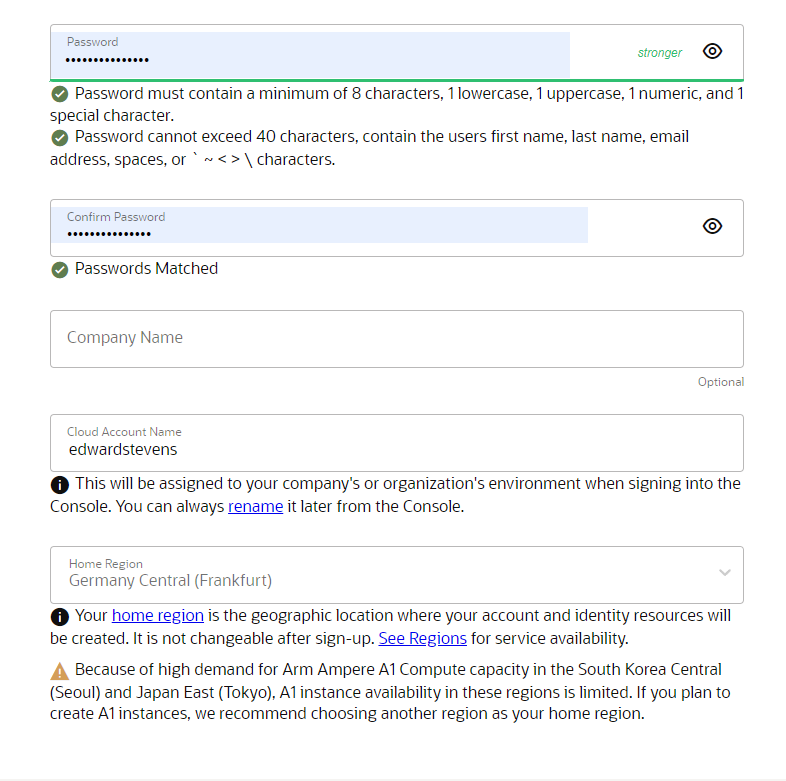 Password
•••••••••••••••
stronger
Password must contain a minimum of 8 characters, 1 lowercase, 1 uppercase, 1 numeric, and 1
special character.
Password cannot exceed 40 characters, contain the users first name, last name, email
address, spaces, or ` ~ < > \ characters.
Confirm Password
•••••••••••••••
Passwords Matched
Company Name
Optional
Cloud Account Name
edwardstevens
This will be assigned to your company's or organization's environment when signing into the
Console. You can always rename it later from the Console.
Home Region
Germany Central (Frankfurt)
Your home region is the geographic location where your account and identity resources will
be created. It is not changeable after sign-up. See Regions for service availability.
Because of high demand for Arm Ampere A1 Compute capacity in the South Korea Central
(Seoul) and Japan East (Tokyo), A1 instance availability in these regions is limited. If you plan to
create A1 instances, we recommend choosing another region as your home region.